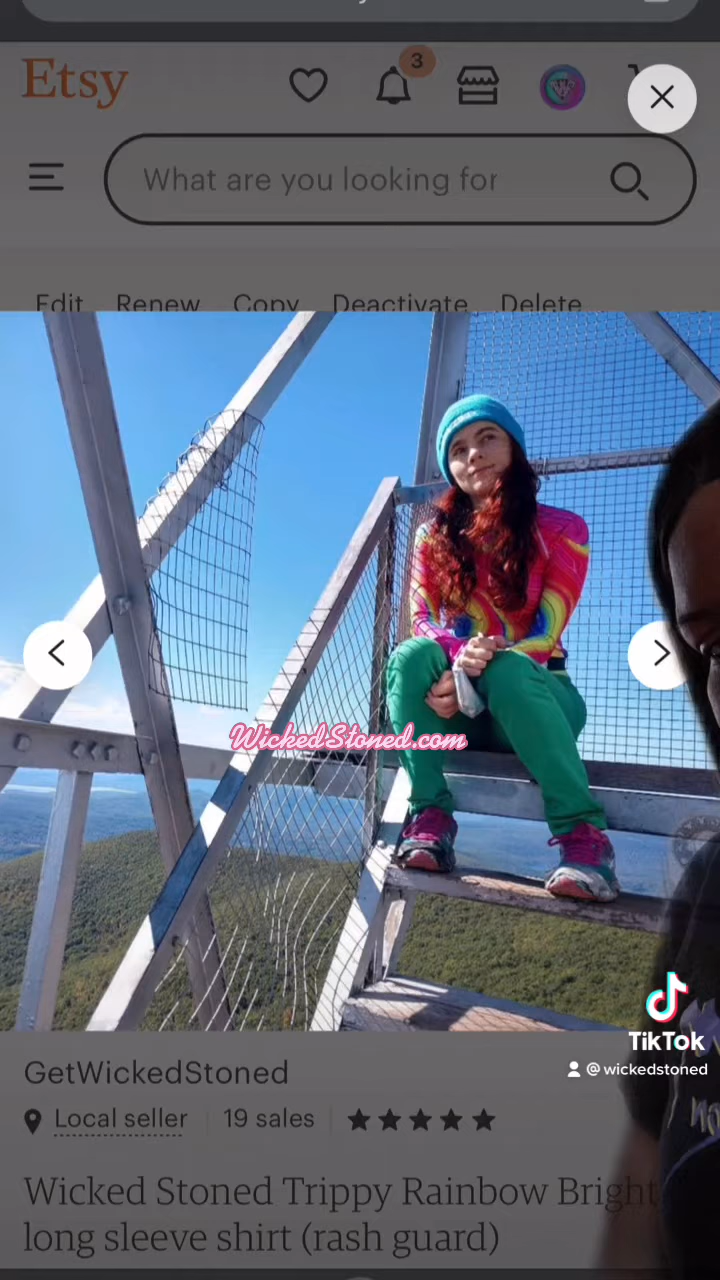 Etsy
3
What are you looking for
Edit Renew Copy Deactivate Delete
WickedStoned.com
TikTok
@wickedstoned
GetWickedStoned
Local seller 19 sales
Wicked Stoned Trippy Rainbow Bright
long sleeve shirt (rash guard)